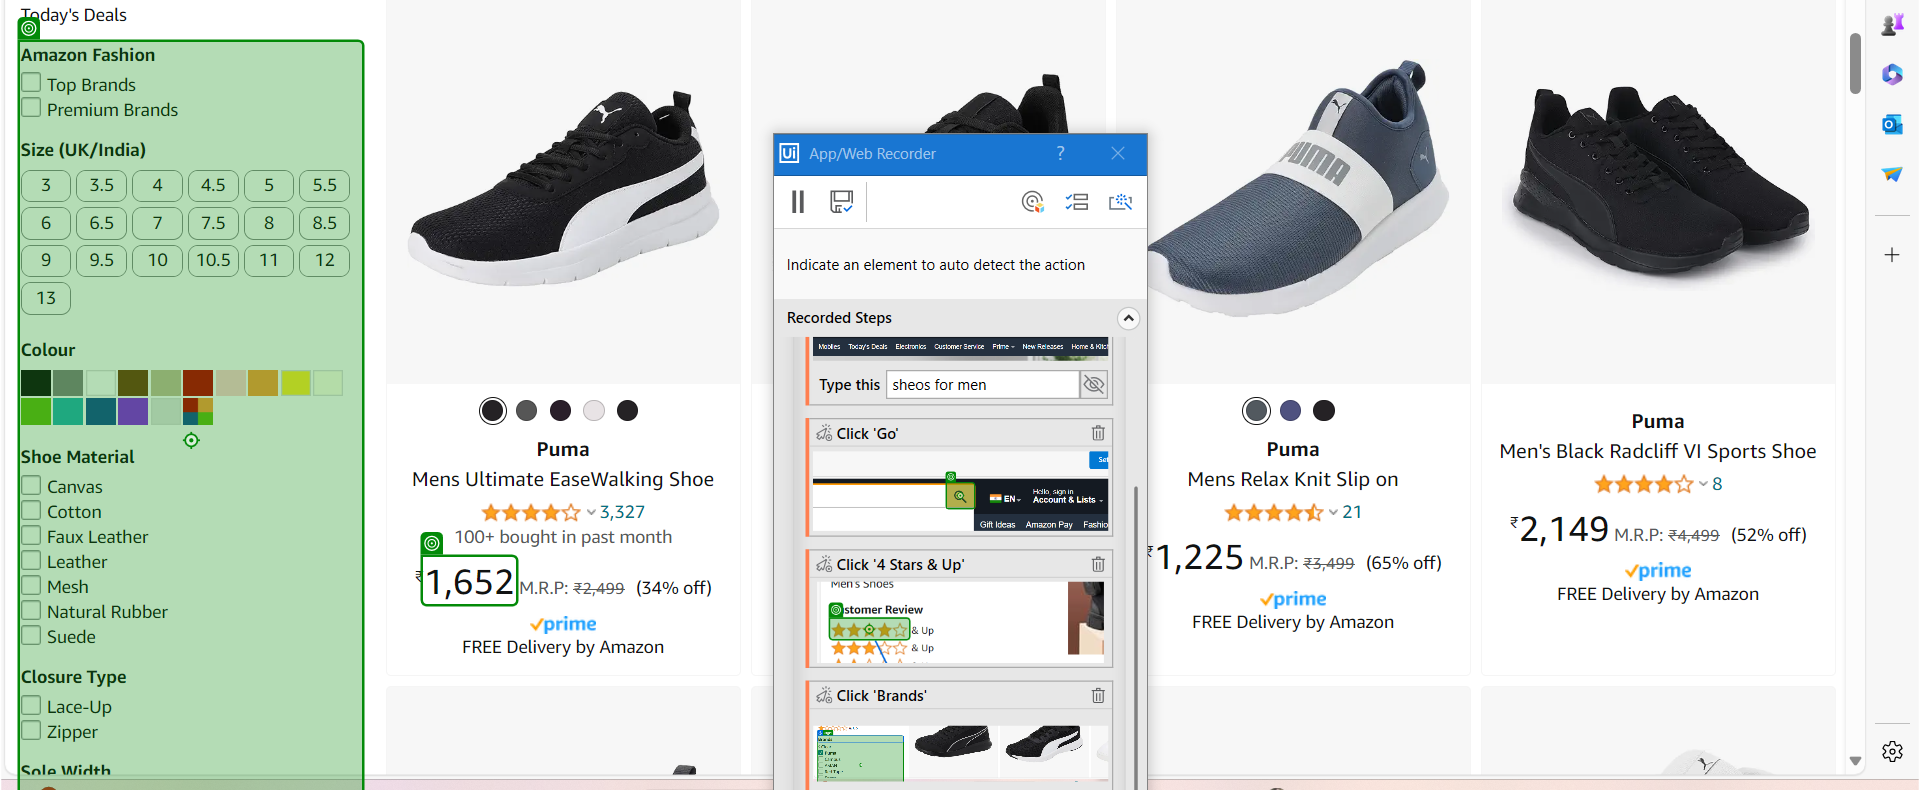 Today's Deals
Amazon Fashion
Top Brands
Premium Brands
Size (UK/India)
3 3.5 4 4.5 5 5.5
6 6.5 7 7.5 8 8.5
9 9.5 10 10.5 11 12
13
Colour
Shoe Material
Canvas
Cotton
Faux Leather
Leather
Mesh
Natural Rubber
Suede
Closure Type
Lace-Up
Zipper
Sole Width
Puma
Mens Ultimate EaseWalking Shoe
3,327
100+ bought in past month
₹1,652 M.R.P: ₹2,499 (34% off)
prime
FREE Delivery by Amazon
Ui App/Web Recorder ?
Indicate an element to auto detect the action
Recorded Steps
Mobiles Today's Deals Electronics Customer Service Prime New Releases Home & Kitch
Type this sheos for men
Click 'Go'
Set
EN
Hello, sign in
Account & Lists
Gift Ideas Amazon Pay Fashio
Click '4 Stars & Up'
Men's Shoes
stomer Review
& Up
& Up
Click 'Brands'
Brands
Puma
PUMA
Puma
Mens Relax Knit Slip on
21
₹1,225 M.R.P: ₹3,499 (65% off)
prime
FREE Delivery by Amazon
Puma
Men's Black Radcliff VI Sports Shoe
8
₹2,149 M.R.P: ₹4,499 (52% off)
prime
FREE Delivery by Amazon